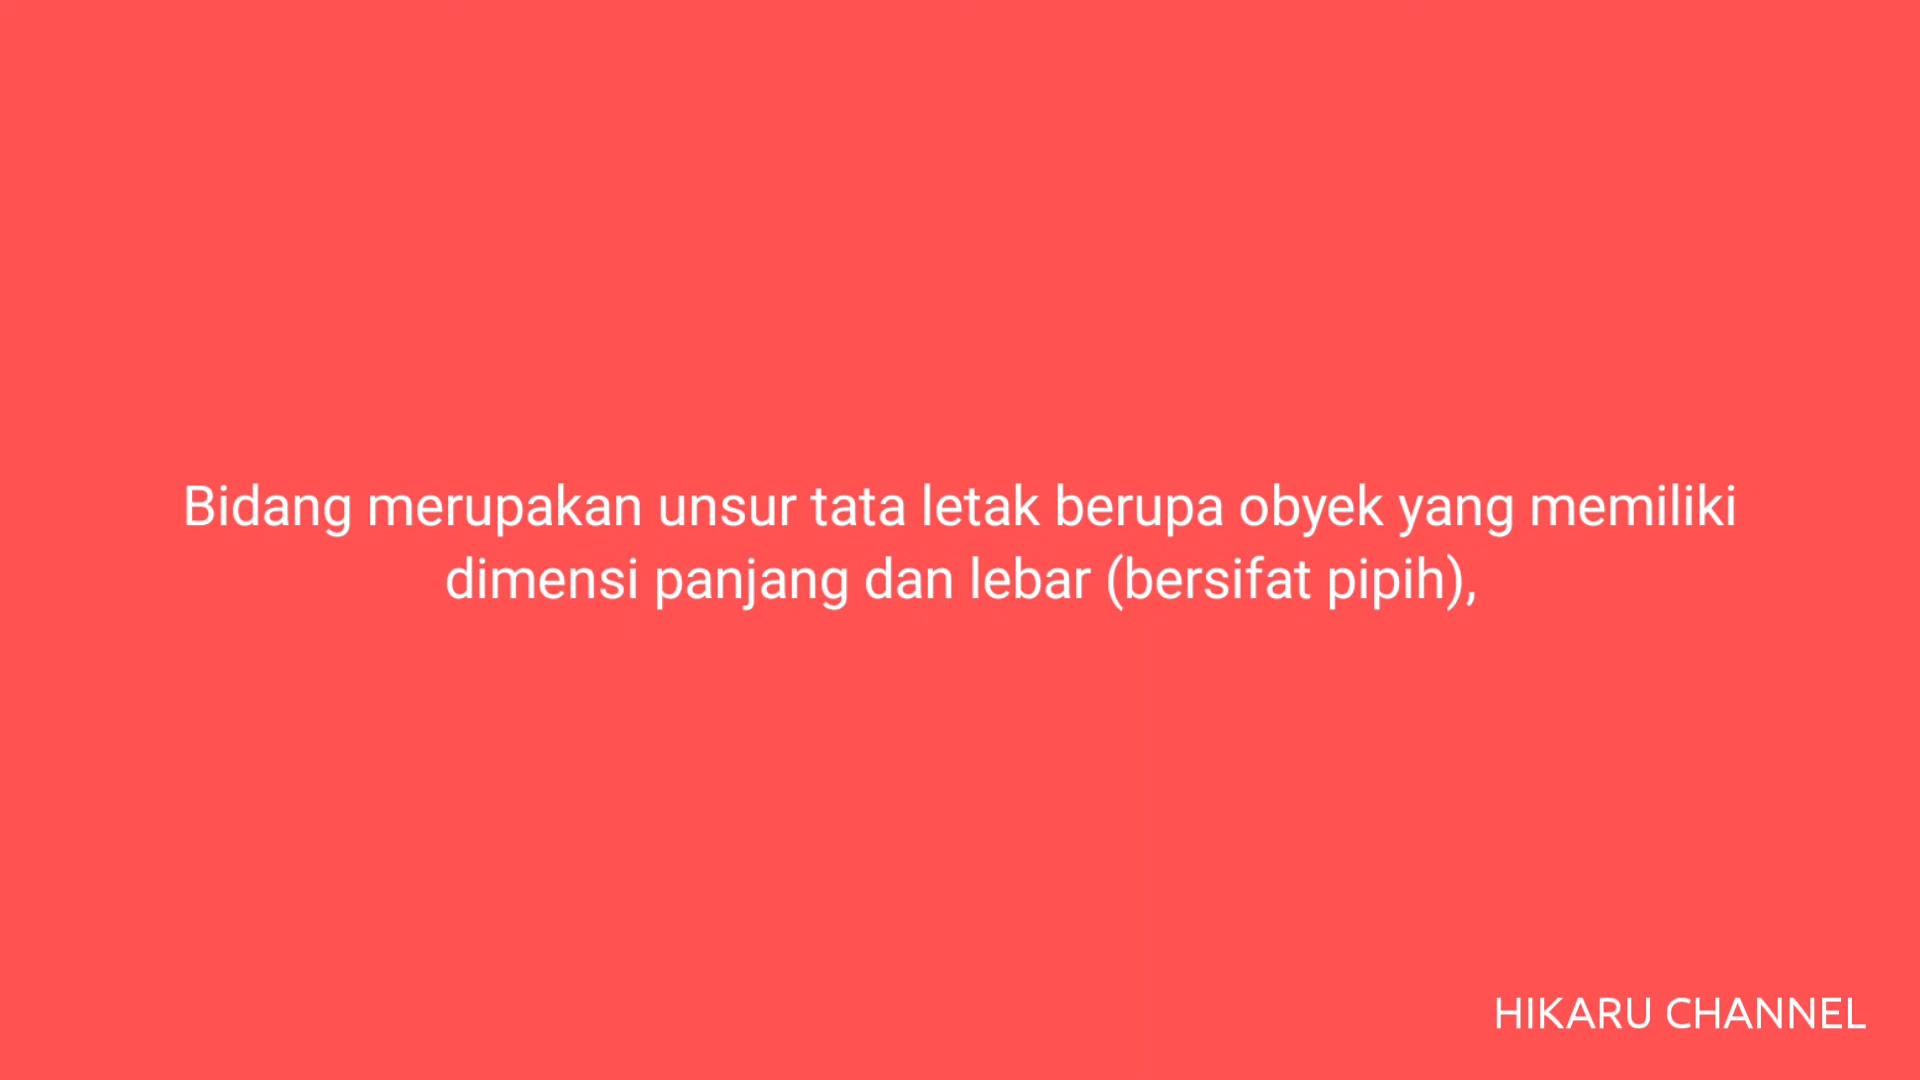 Bidang merupakan unsur tata letak berupa obyek yang memiliki
dimensi panjang dan lebar (bersifat pipih),
HIKARU CHANNEL